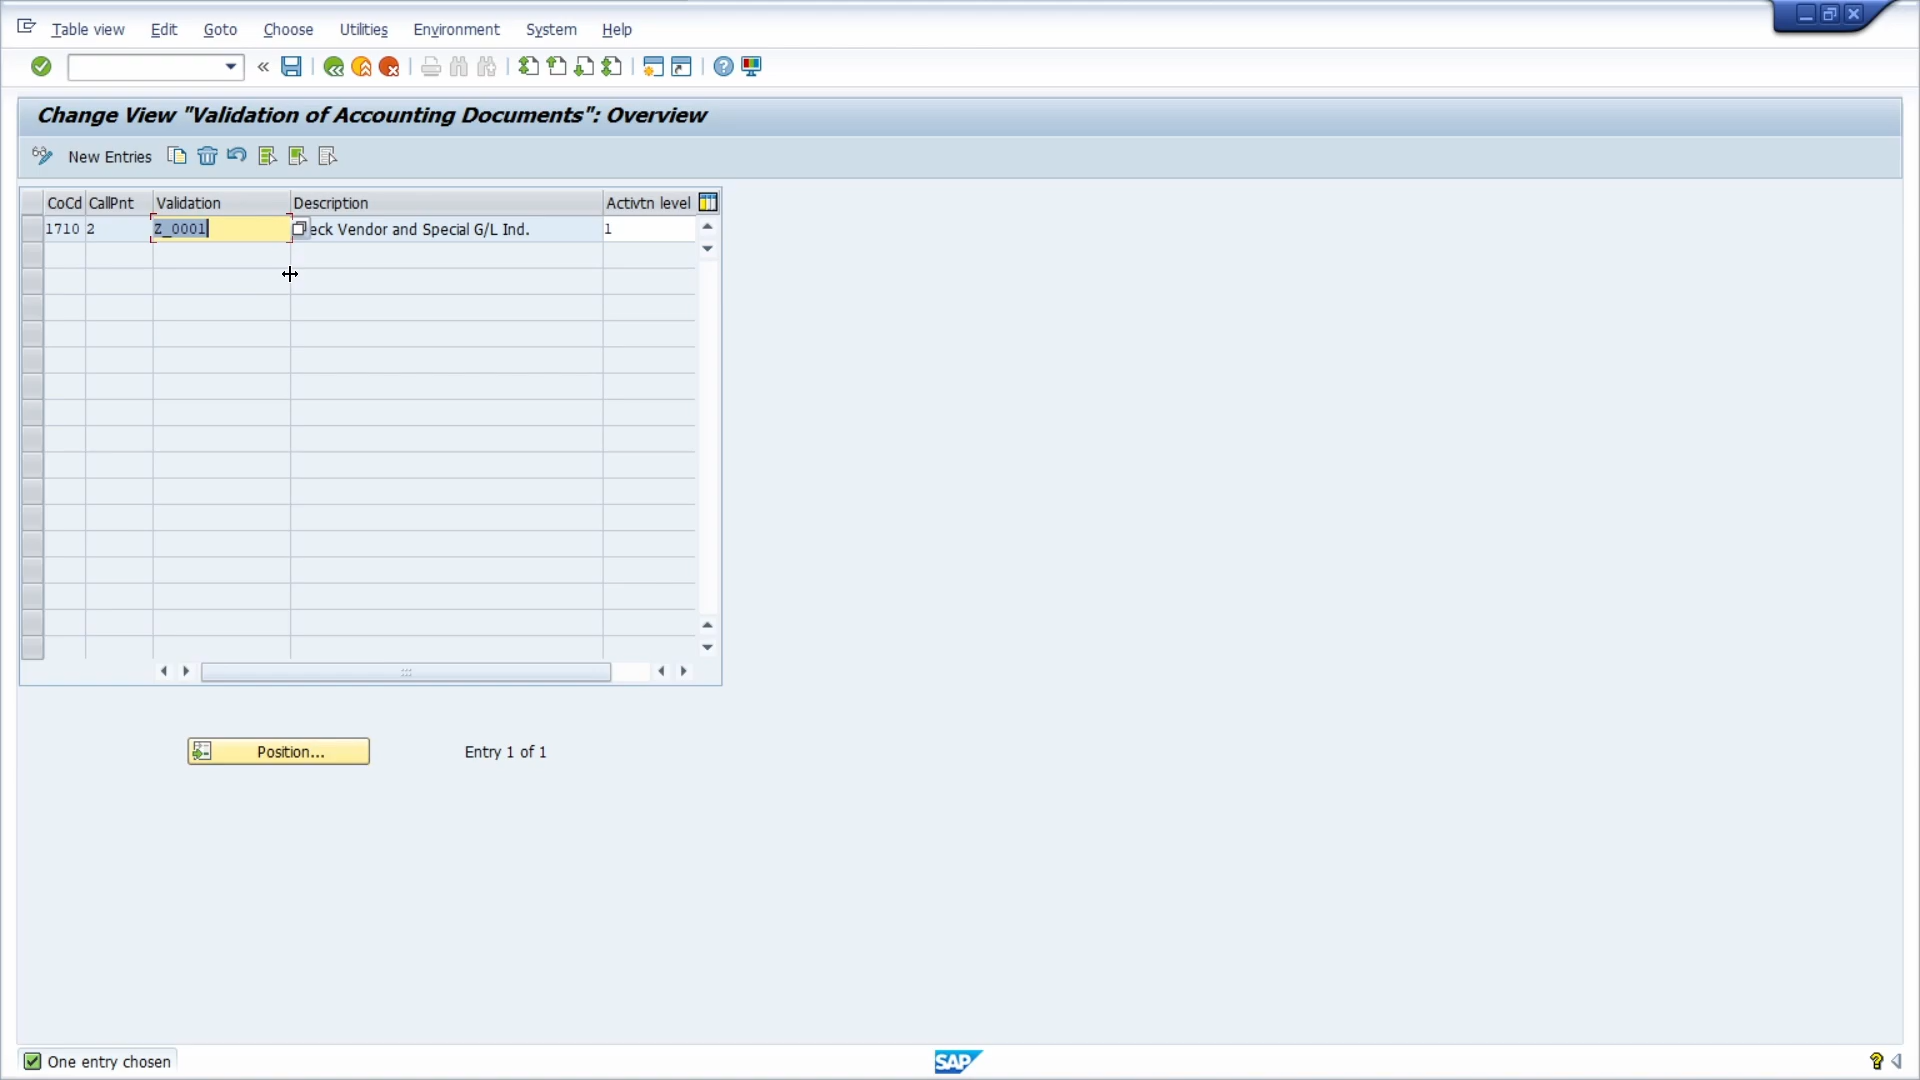 Table view Edit Goto Choose Utilities Environment System Help
Change View "Validation of Accounting Documents": Overview
New Entries
CoCd CallPnt Validation Description Activtn level
1710 2 Z_0001 eck Vendor and Special G/L Ind. 1
Position... Entry 1 of 1
One entry chosen
SAP